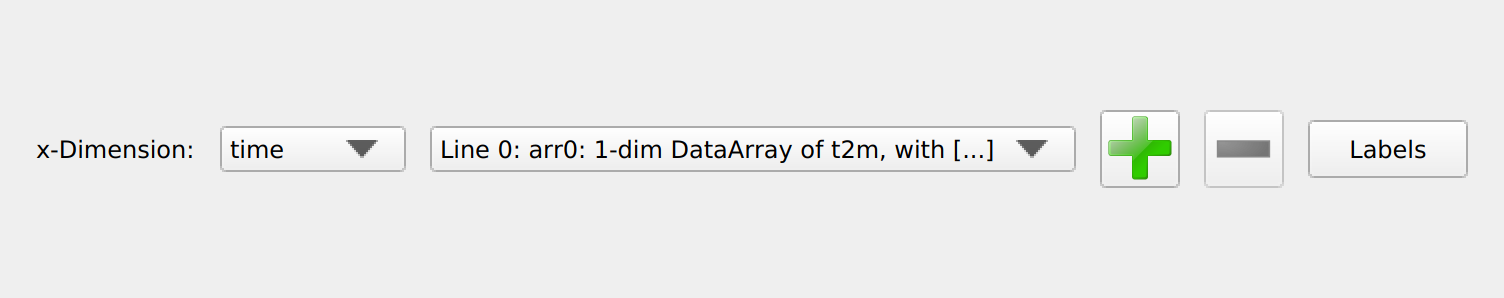 x-Dimension: time Line 0: arr0: 1-dim DataArray of t2m, with [...] Labels